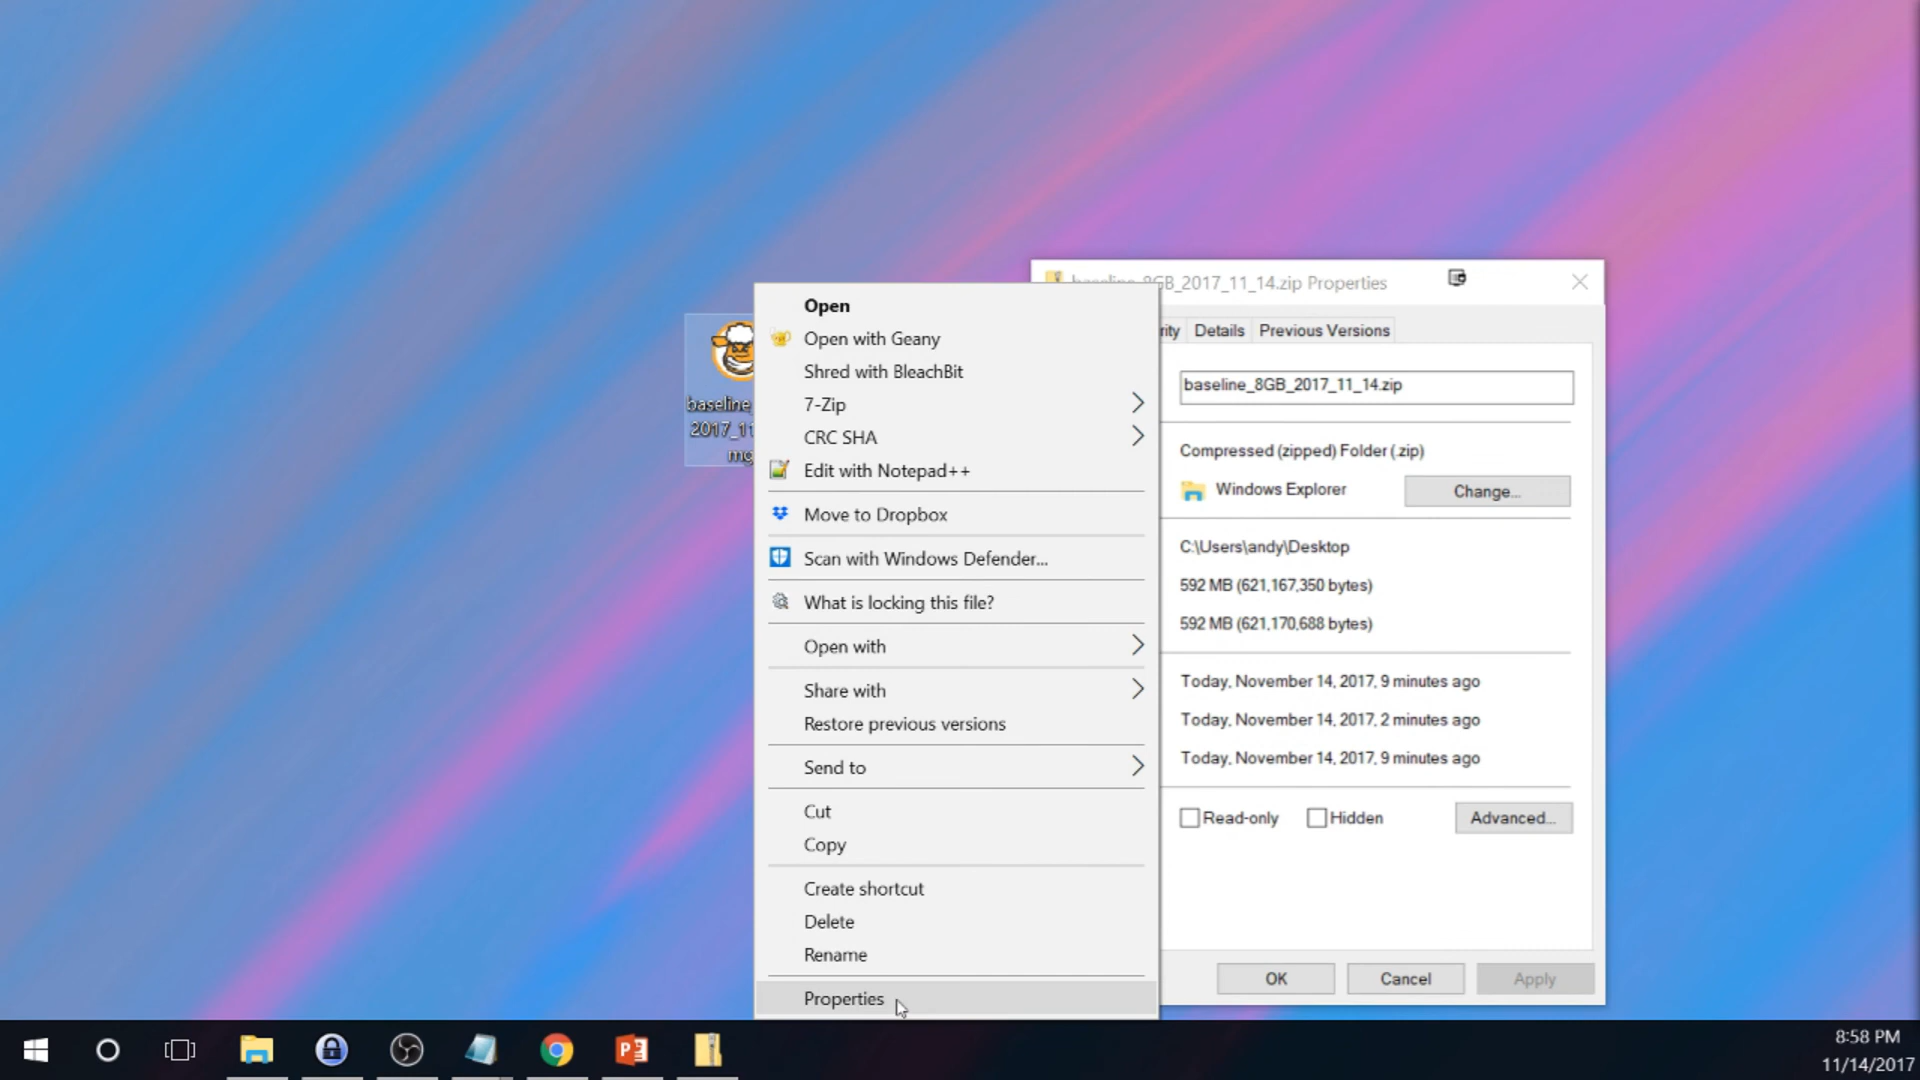 baseline_8GB_2017_11_14.zip Properties
Details
Previous Versions
baseline_8GB_2017_11_14.zip
Compressed (zipped) Folder (.zip)
Windows Explorer
Change...
C:\Users\andy\Desktop
592 MB (621,167,350 bytes)
592 MB (621,170,688 bytes)
Today, November 14, 2017, 9 minutes ago
Today, November 14, 2017, 2 minutes ago
Today, November 14, 2017, 9 minutes ago
Read-only
Hidden
Advanced...
OK
Cancel
Apply
Open
Open with Geany
Shred with BleachBit
7-Zip
CRC SHA
Edit with Notepad++
Move to Dropbox
Scan with Windows Defender...
What is locking this file?
Open with
Share with
Restore previous versions
Send to
Cut
Copy
Create shortcut
Delete
Rename
Properties
baseline_
2017_11
8:58 PM
11/14/2017